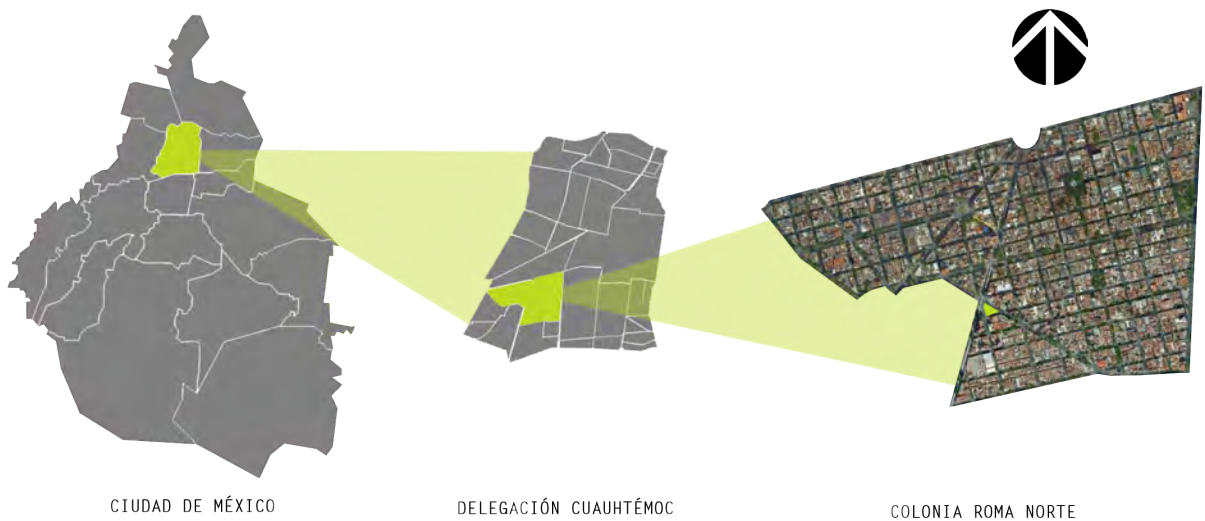 CIUDAD DE MÉXICO
DELEGACIÓN CUAUHTÉMOC
COLONIA ROMA NORTE